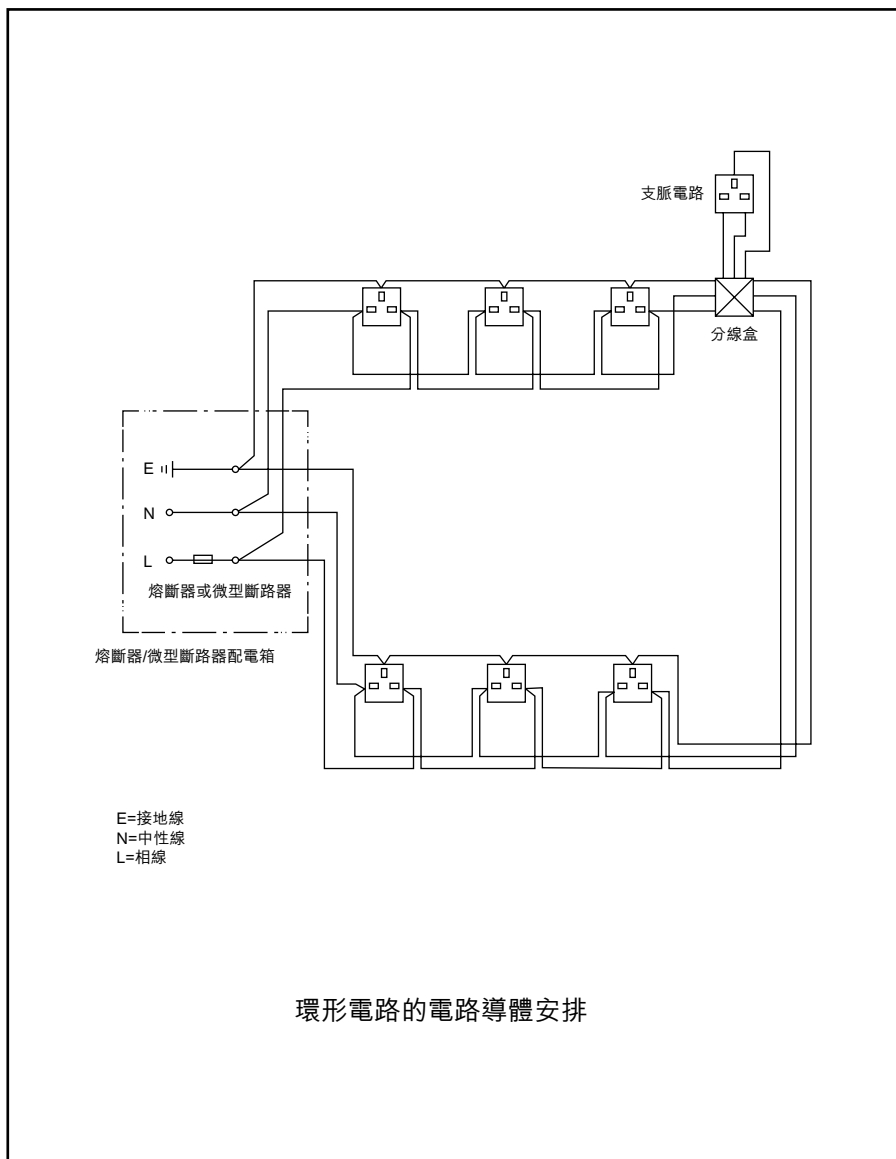 支脈電路
分線盒
E
N
L
熔斷器或微型斷路器
熔斷器/微型斷路器配電箱
E=接地線
N=中性線
L=相線
環形電路的電路導體安排